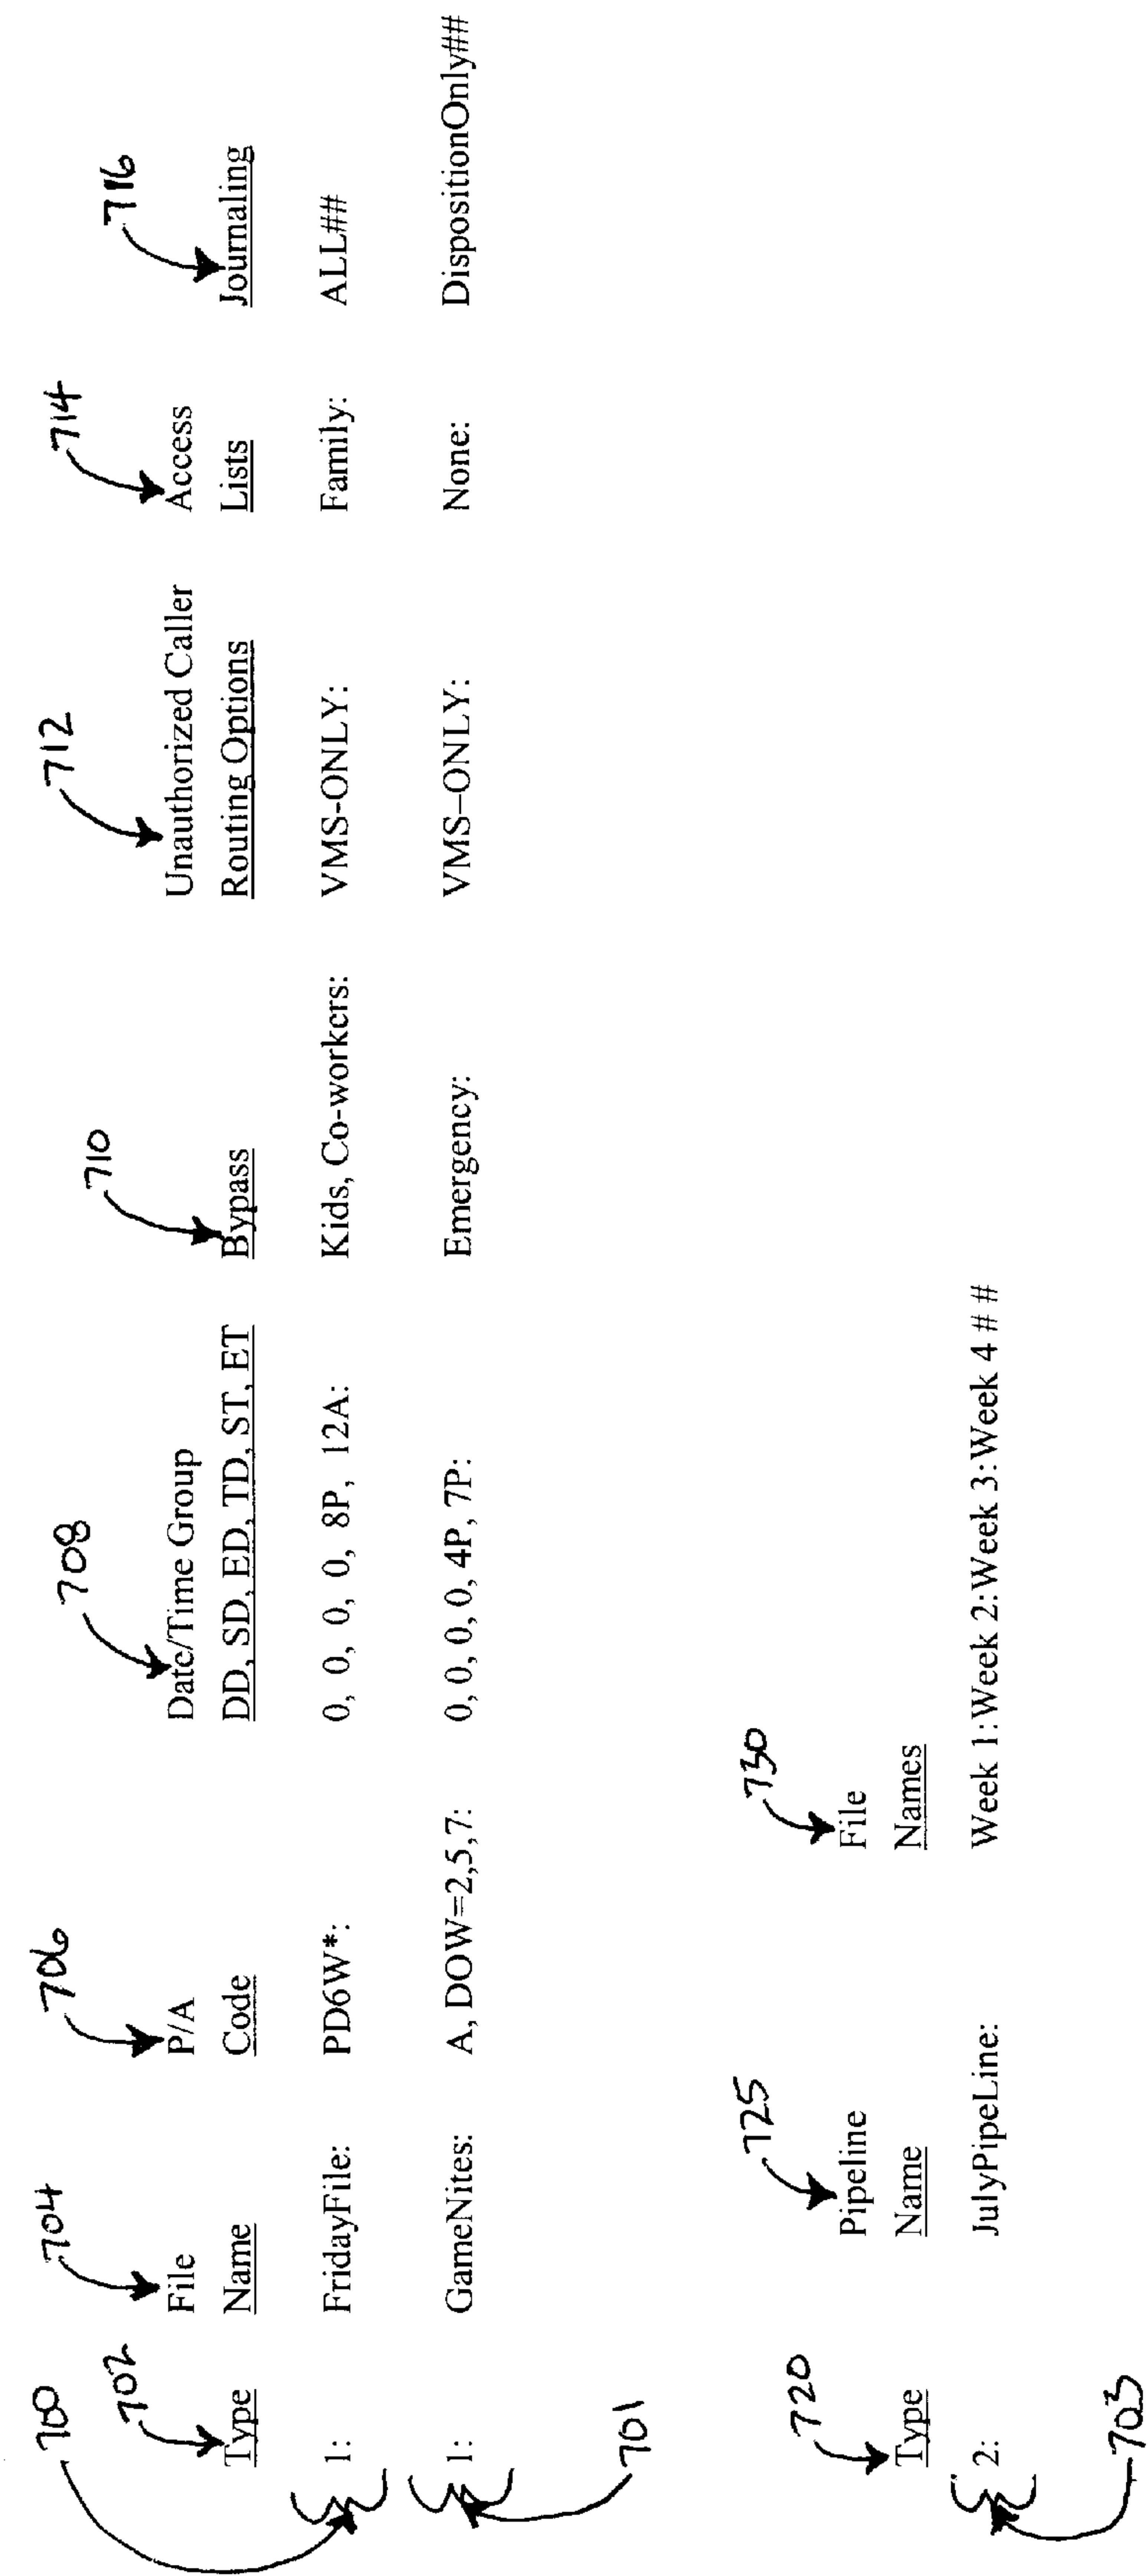 700 702 704 706 708 710 712 714 716
File P/A Date/Time Group Unauthorized Caller Access
Type Name Code DD, SD, ED, TD, ST, ET Bypass Routing Options Lists Journaling
1: FridayFile: PD6W*: 0, 0, 0, 0, 8P, 12A: Kids, Co-workers: VMS-ONLY: Family: ALL##
1: GameNites: A, DOW=2,5,7: 0, 0, 0, 0, 4P, 7P: Emergency: VMS–ONLY: None: DispositionOnly##
701
720 725 730
Pipeline File
Type Name Names
2: JulyPipeLine: Week 1:Week 2:Week 3:Week 4 # #
703